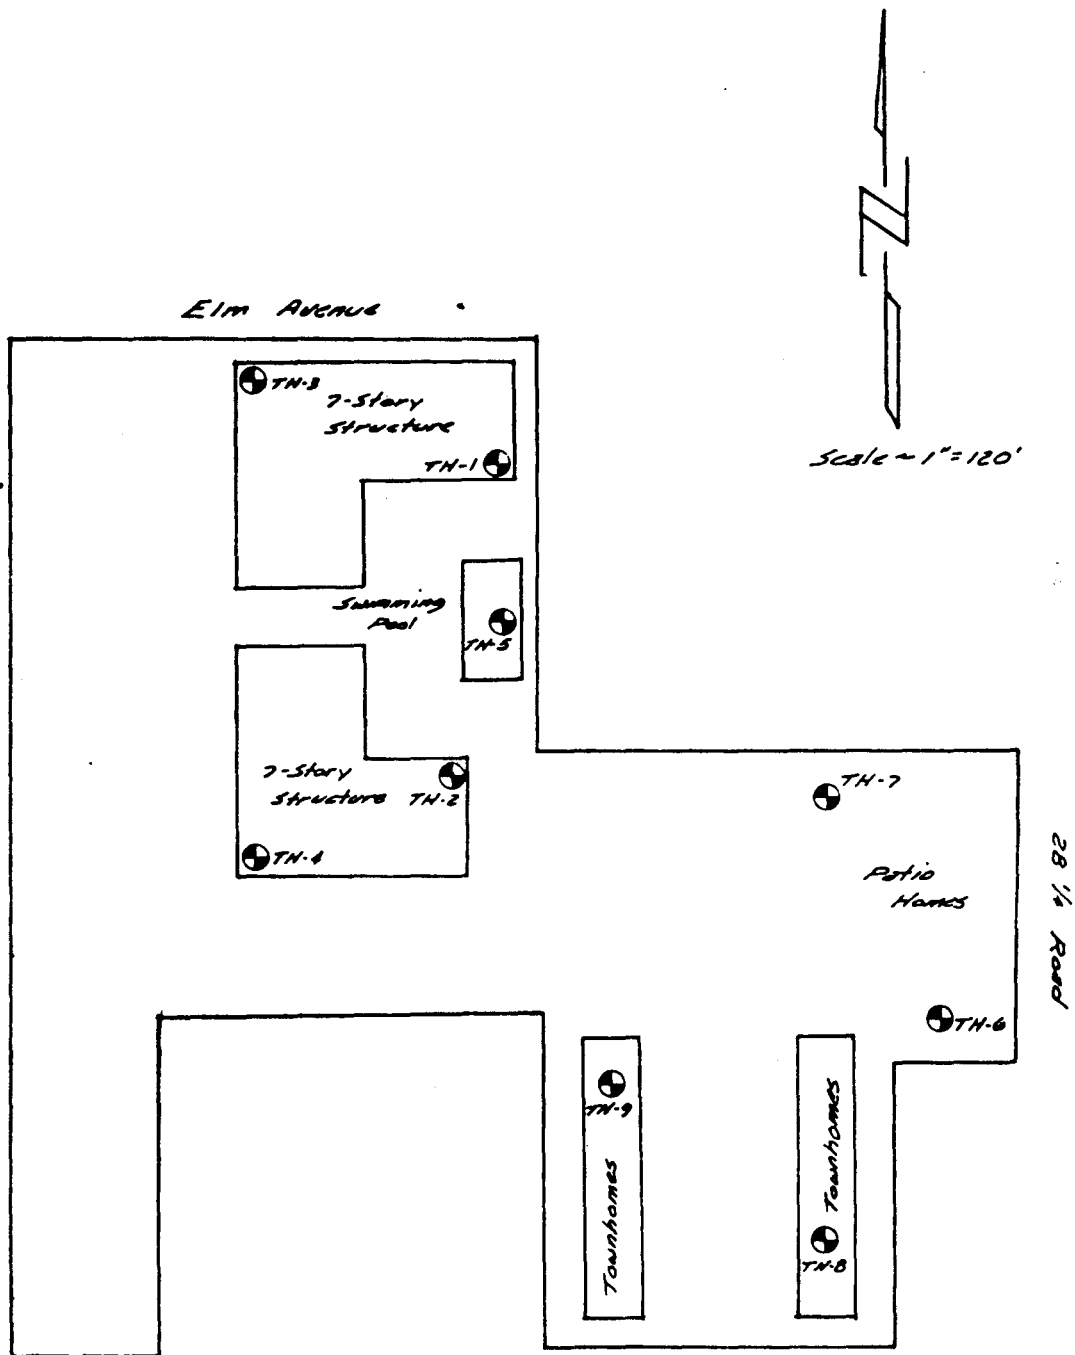 N
Scale ~ 1" = 120'
Elm Avenue
TH-3
7-Story
Structure
TH-1
Swimming
Pool
TH-5
7-Story
Structure
TH-2
TH-4
TH-7
Patio
Homes
28 1/4 Road
TH-6
TH-9
Townhomes
Townhomes
TH-8